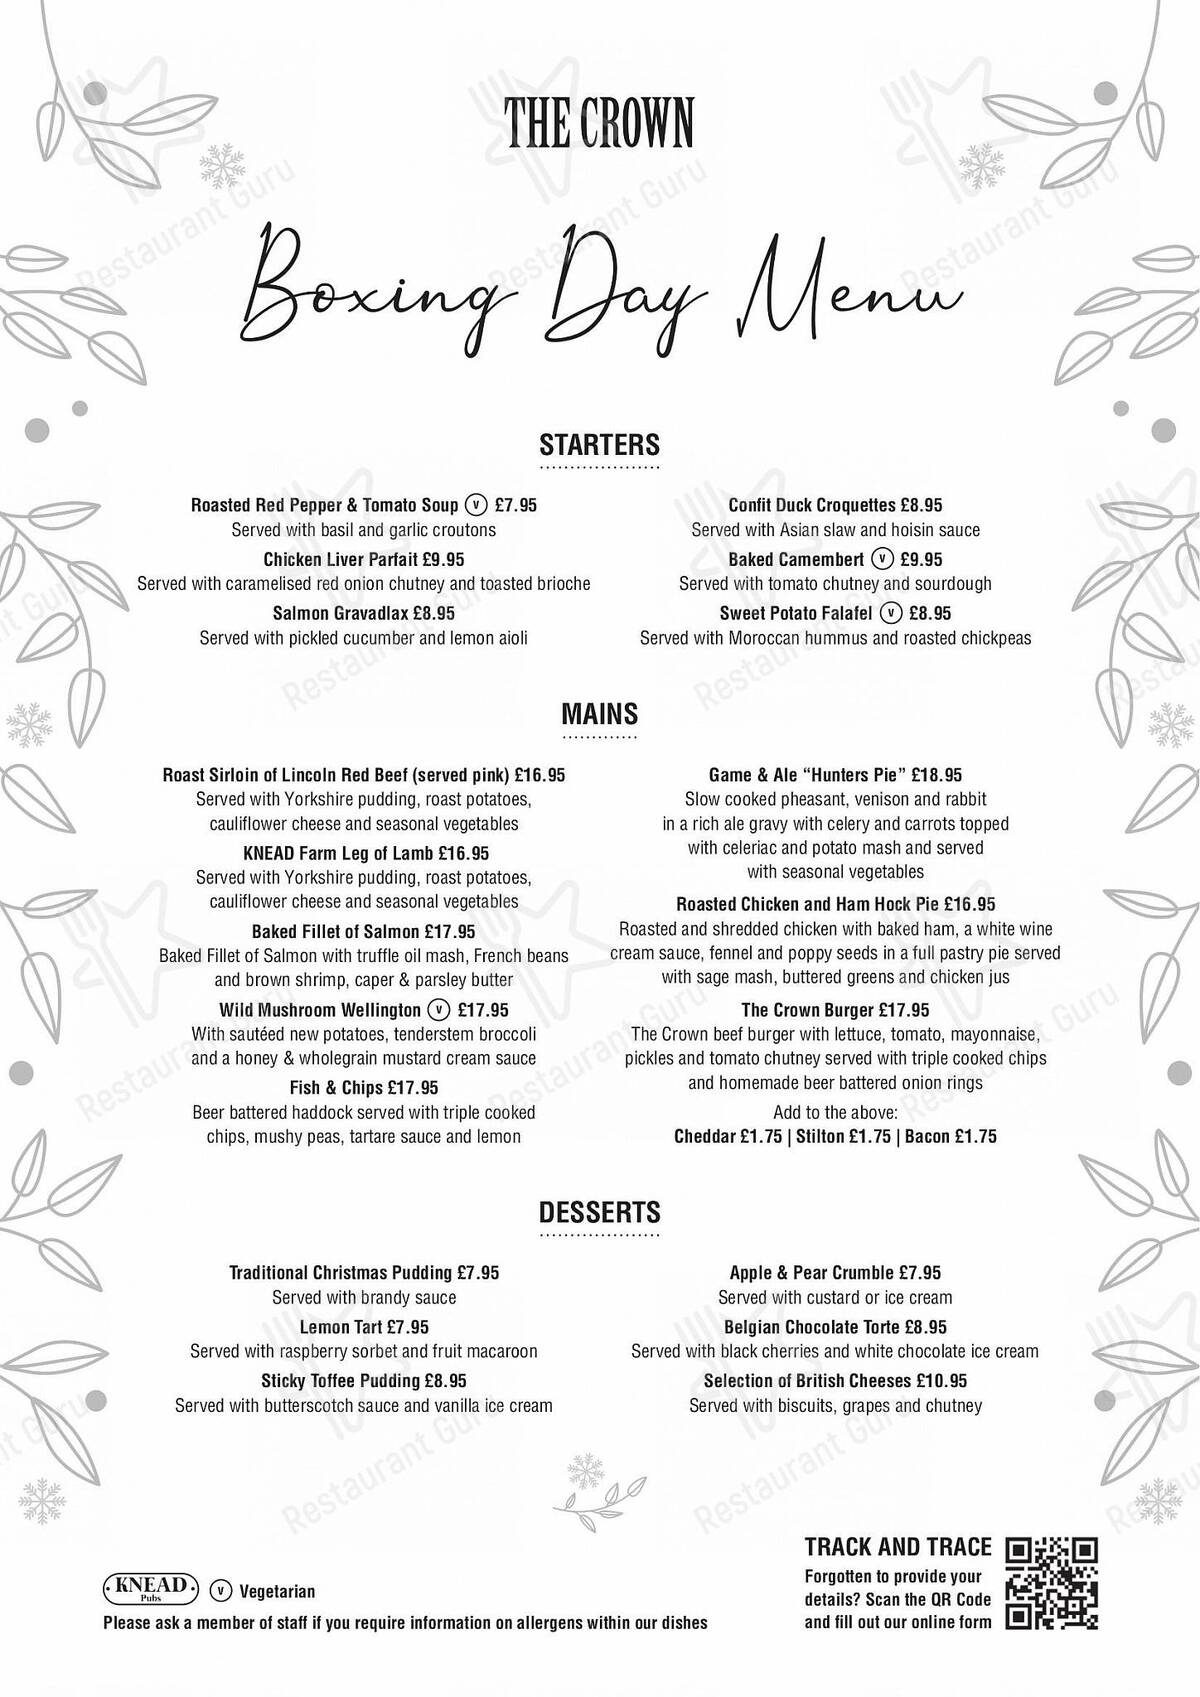 THE CROWN
Boxing Day Menu
STARTERS
Roasted Red Pepper & Tomato Soup V £7.95
Served with basil and garlic croutons
Chicken Liver Parfait £9.95
Served with caramelised red onion chutney and toasted brioche
Salmon Gravadlax £8.95
Served with pickled cucumber and lemon aioli
Confit Duck Croquettes £8.95
Served with Asian slaw and hoisin sauce
Baked Camembert V £9.95
Served with tomato chutney and sourdough
Sweet Potato Falafel V £8.95
Served with Moroccan hummus and roasted chickpeas
MAINS
Roast Sirloin of Lincoln Red Beef (served pink) £16.95
Served with Yorkshire pudding, roast potatoes,
cauliflower cheese and seasonal vegetables
KNEAD Farm Leg of Lamb £16.95
Served with Yorkshire pudding, roast potatoes,
cauliflower cheese and seasonal vegetables
Baked Fillet of Salmon £17.95
Baked Fillet of Salmon with truffle oil mash, French beans
and brown shrimp, caper & parsley butter
Wild Mushroom Wellington V £17.95
With sautéed new potatoes, tenderstem broccoli
and a honey & wholegrain mustard cream sauce
Fish & Chips £17.95
Beer battered haddock served with triple cooked
chips, mushy peas, tartare sauce and lemon
Game & Ale “Hunters Pie” £18.95
Slow cooked pheasant, venison and rabbit
in a rich ale gravy with celery and carrots topped
with celeriac and potato mash and served
with seasonal vegetables
Roasted Chicken and Ham Hock Pie £16.95
Roasted and shredded chicken with baked ham, a white wine
cream sauce, fennel and poppy seeds in a full pastry pie served
with sage mash, buttered greens and chicken jus
The Crown Burger £17.95
The Crown beef burger with lettuce, tomato, mayonnaise,
pickles and tomato chutney served with triple cooked chips
and homemade beer battered onion rings
Add to the above:
Cheddar £1.75 | Stilton £1.75 | Bacon £1.75
DESSERTS
Traditional Christmas Pudding £7.95
Served with brandy sauce
Lemon Tart £7.95
Served with raspberry sorbet and fruit macaroon
Sticky Toffee Pudding £8.95
Served with butterscotch sauce and vanilla ice cream
Apple & Pear Crumble £7.95
Served with custard or ice cream
Belgian Chocolate Torte £8.95
Served with black cherries and white chocolate ice cream
Selection of British Cheeses £10.95
Served with biscuits, grapes and chutney
KNEAD
Pubs
V Vegetarian
Please ask a member of staff if you require information on allergens within our dishes
TRACK AND TRACE
Forgotten to provide your
details? Scan the QR Code
and fill out our online form
Restaurant Guru
Restaurant Guru
Restaurant Guru
Restaurant Guru
Restaurant Guru
Restaurant Guru
Restaurant Guru
Restaurant Guru
Restaurant Guru
Restaurant Guru